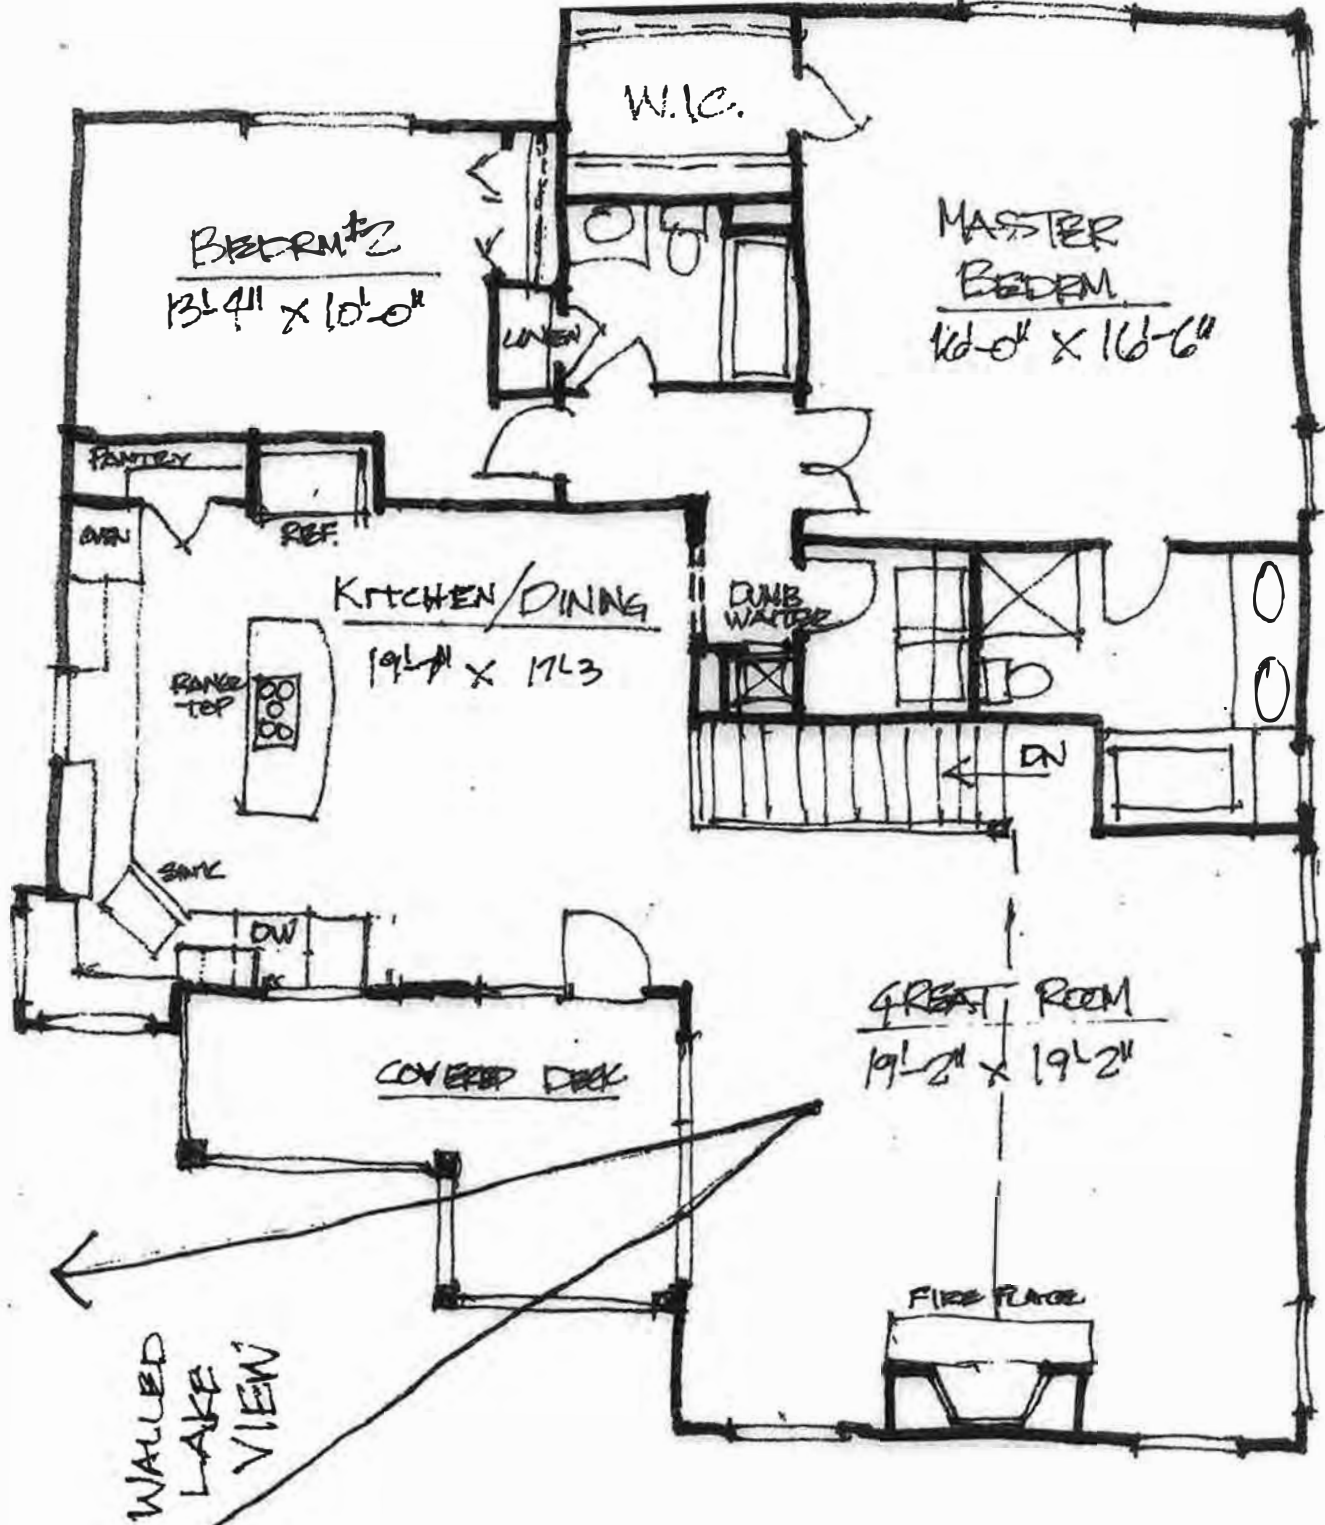 W.I.C.
BEDRM #2
13'-4" X 10'-0"
MASTER
BEDRM
16'-0" X 16'-6"
LINEN
PANTRY
OVEN
REF.
KITCHEN/DINING
17'-3
DUMB
WAITER
RANGE
TOP
DN
SINK
DW
GREAT ROOM
19'-2" X 19'-2"
COVERED DECK
FIRE PLACE
WALLED
LAKE
VIEW